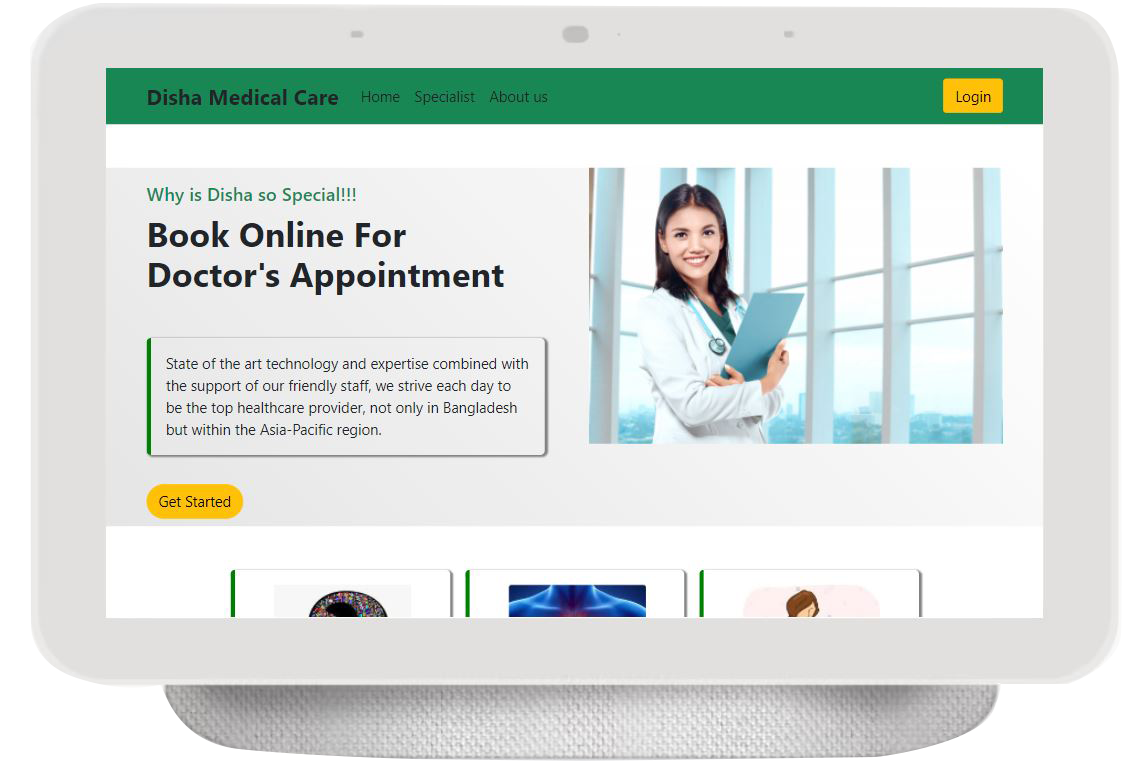 Disha Medical Care Home Specialist About us Login
Why is Disha so Special!!!
Book Online For
Doctor's Appointment
State of the art technology and expertise combined with
the support of our friendly staff, we strive each day to
be the top healthcare provider, not only in Bangladesh
but within the Asia-Pacific region.
Get Started